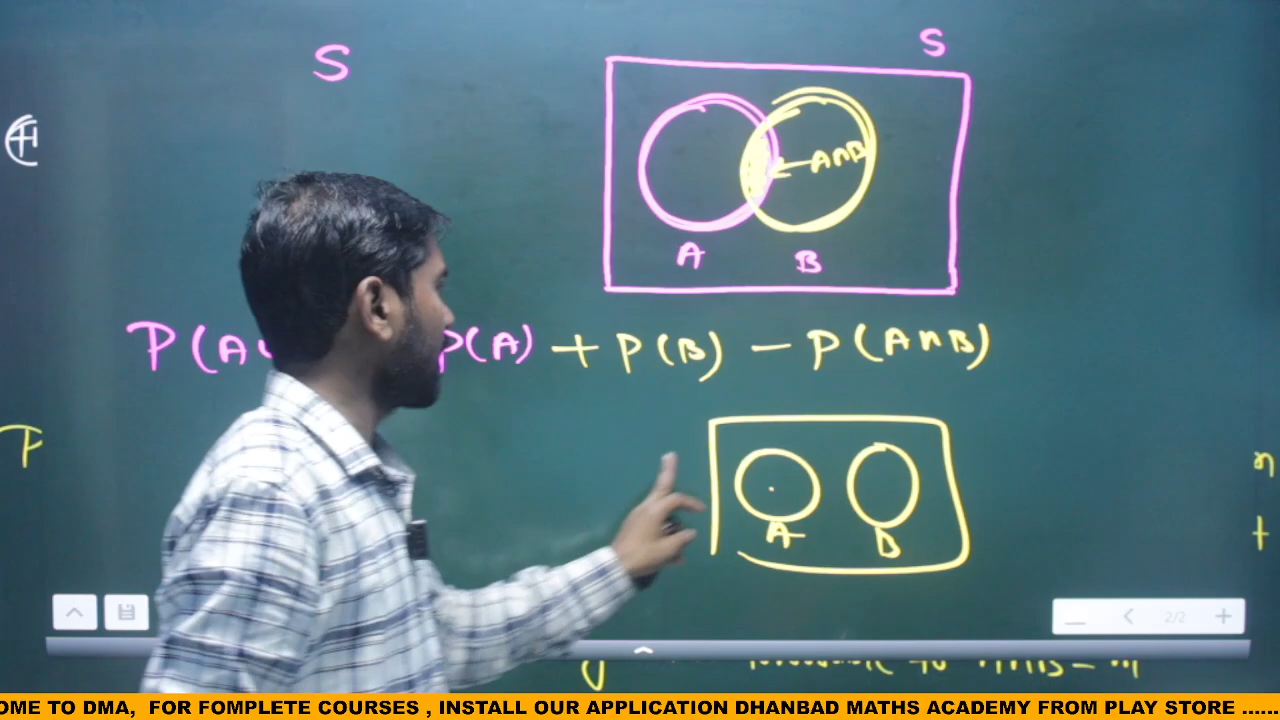 S
S
A∩B
A B
P(A P(A) + P(B) - P(A∩B)
A B
P
n
+
2/2
OME TO DMA, FOR FOMPLETE COURSES , INSTALL OUR APPLICATION DHANBAD MATHS ACADEMY FROM PLAY STORE ......